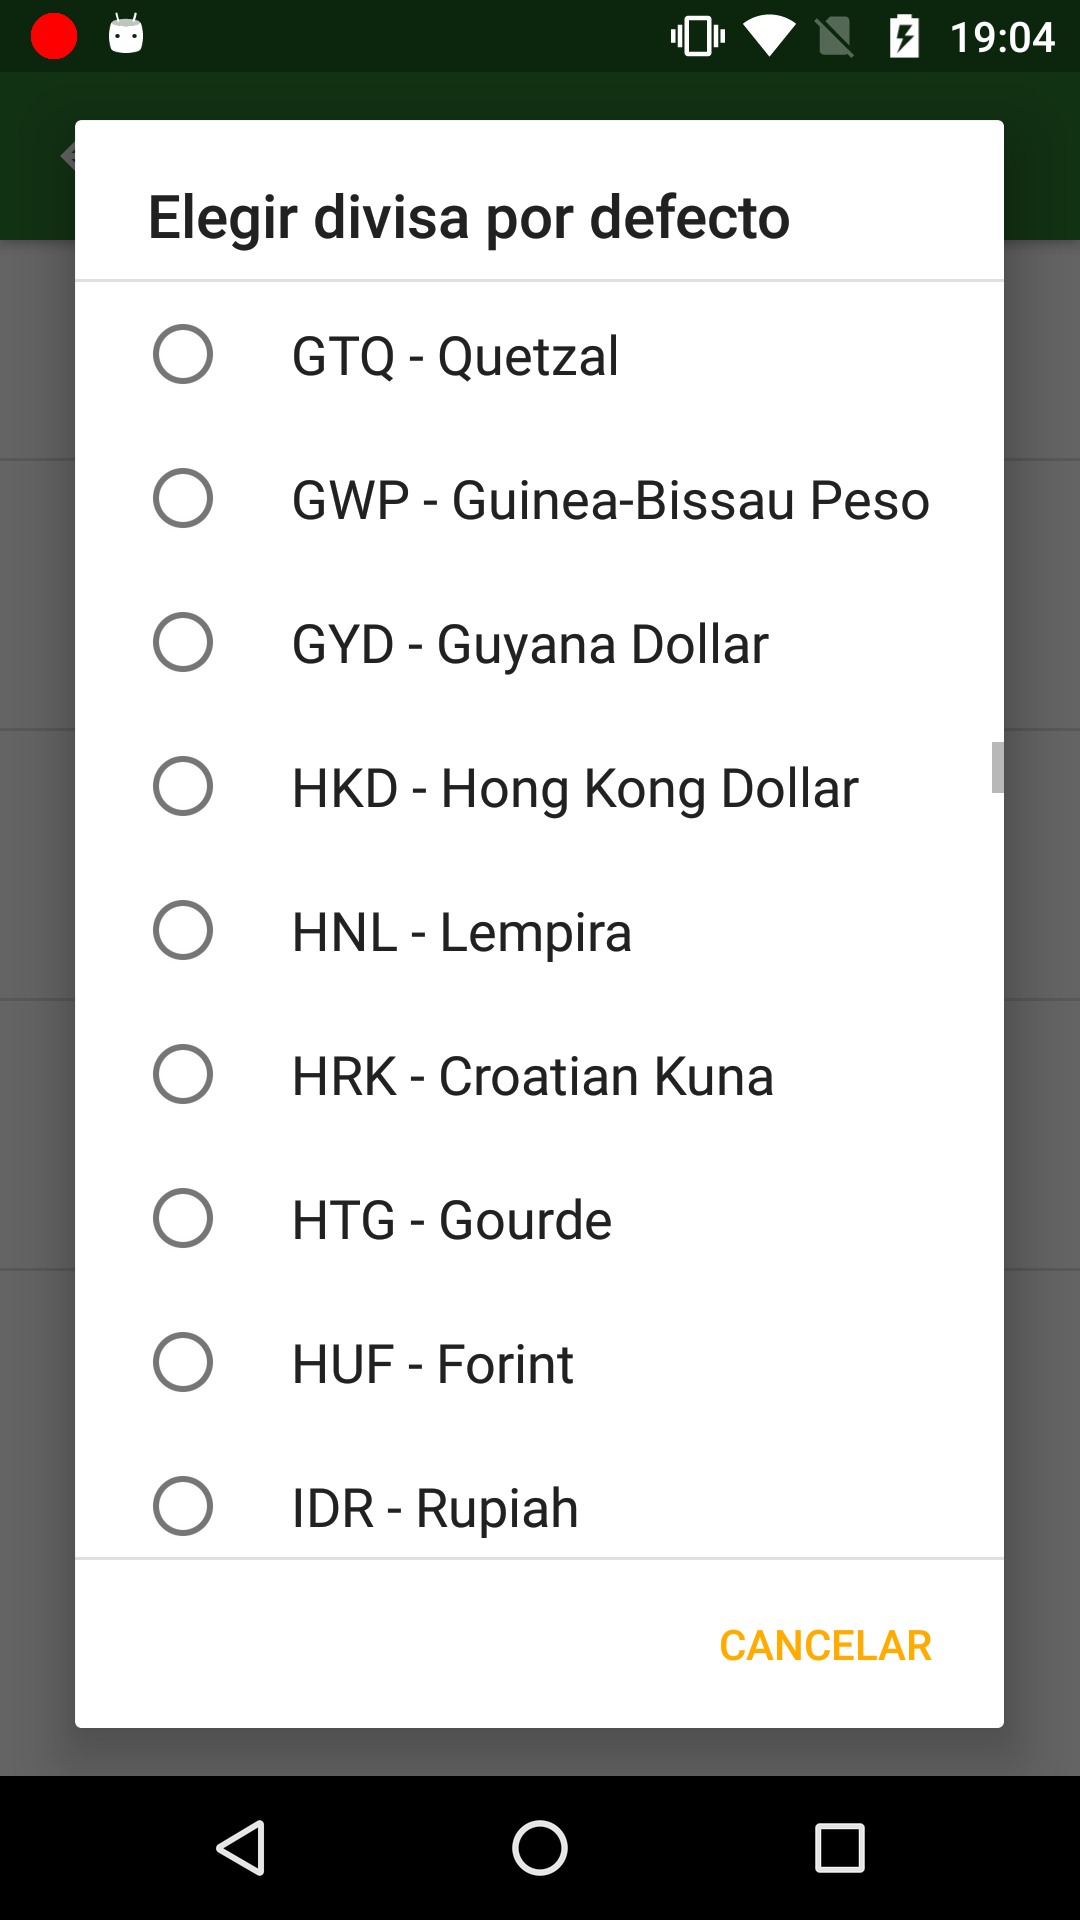 19:04
Elegir divisa por defecto
GTQ - Quetzal
GWP - Guinea-Bissau Peso
GYD - Guyana Dollar
HKD - Hong Kong Dollar
HNL - Lempira
HRK - Croatian Kuna
HTG - Gourde
HUF - Forint
IDR - Rupiah
CANCELAR